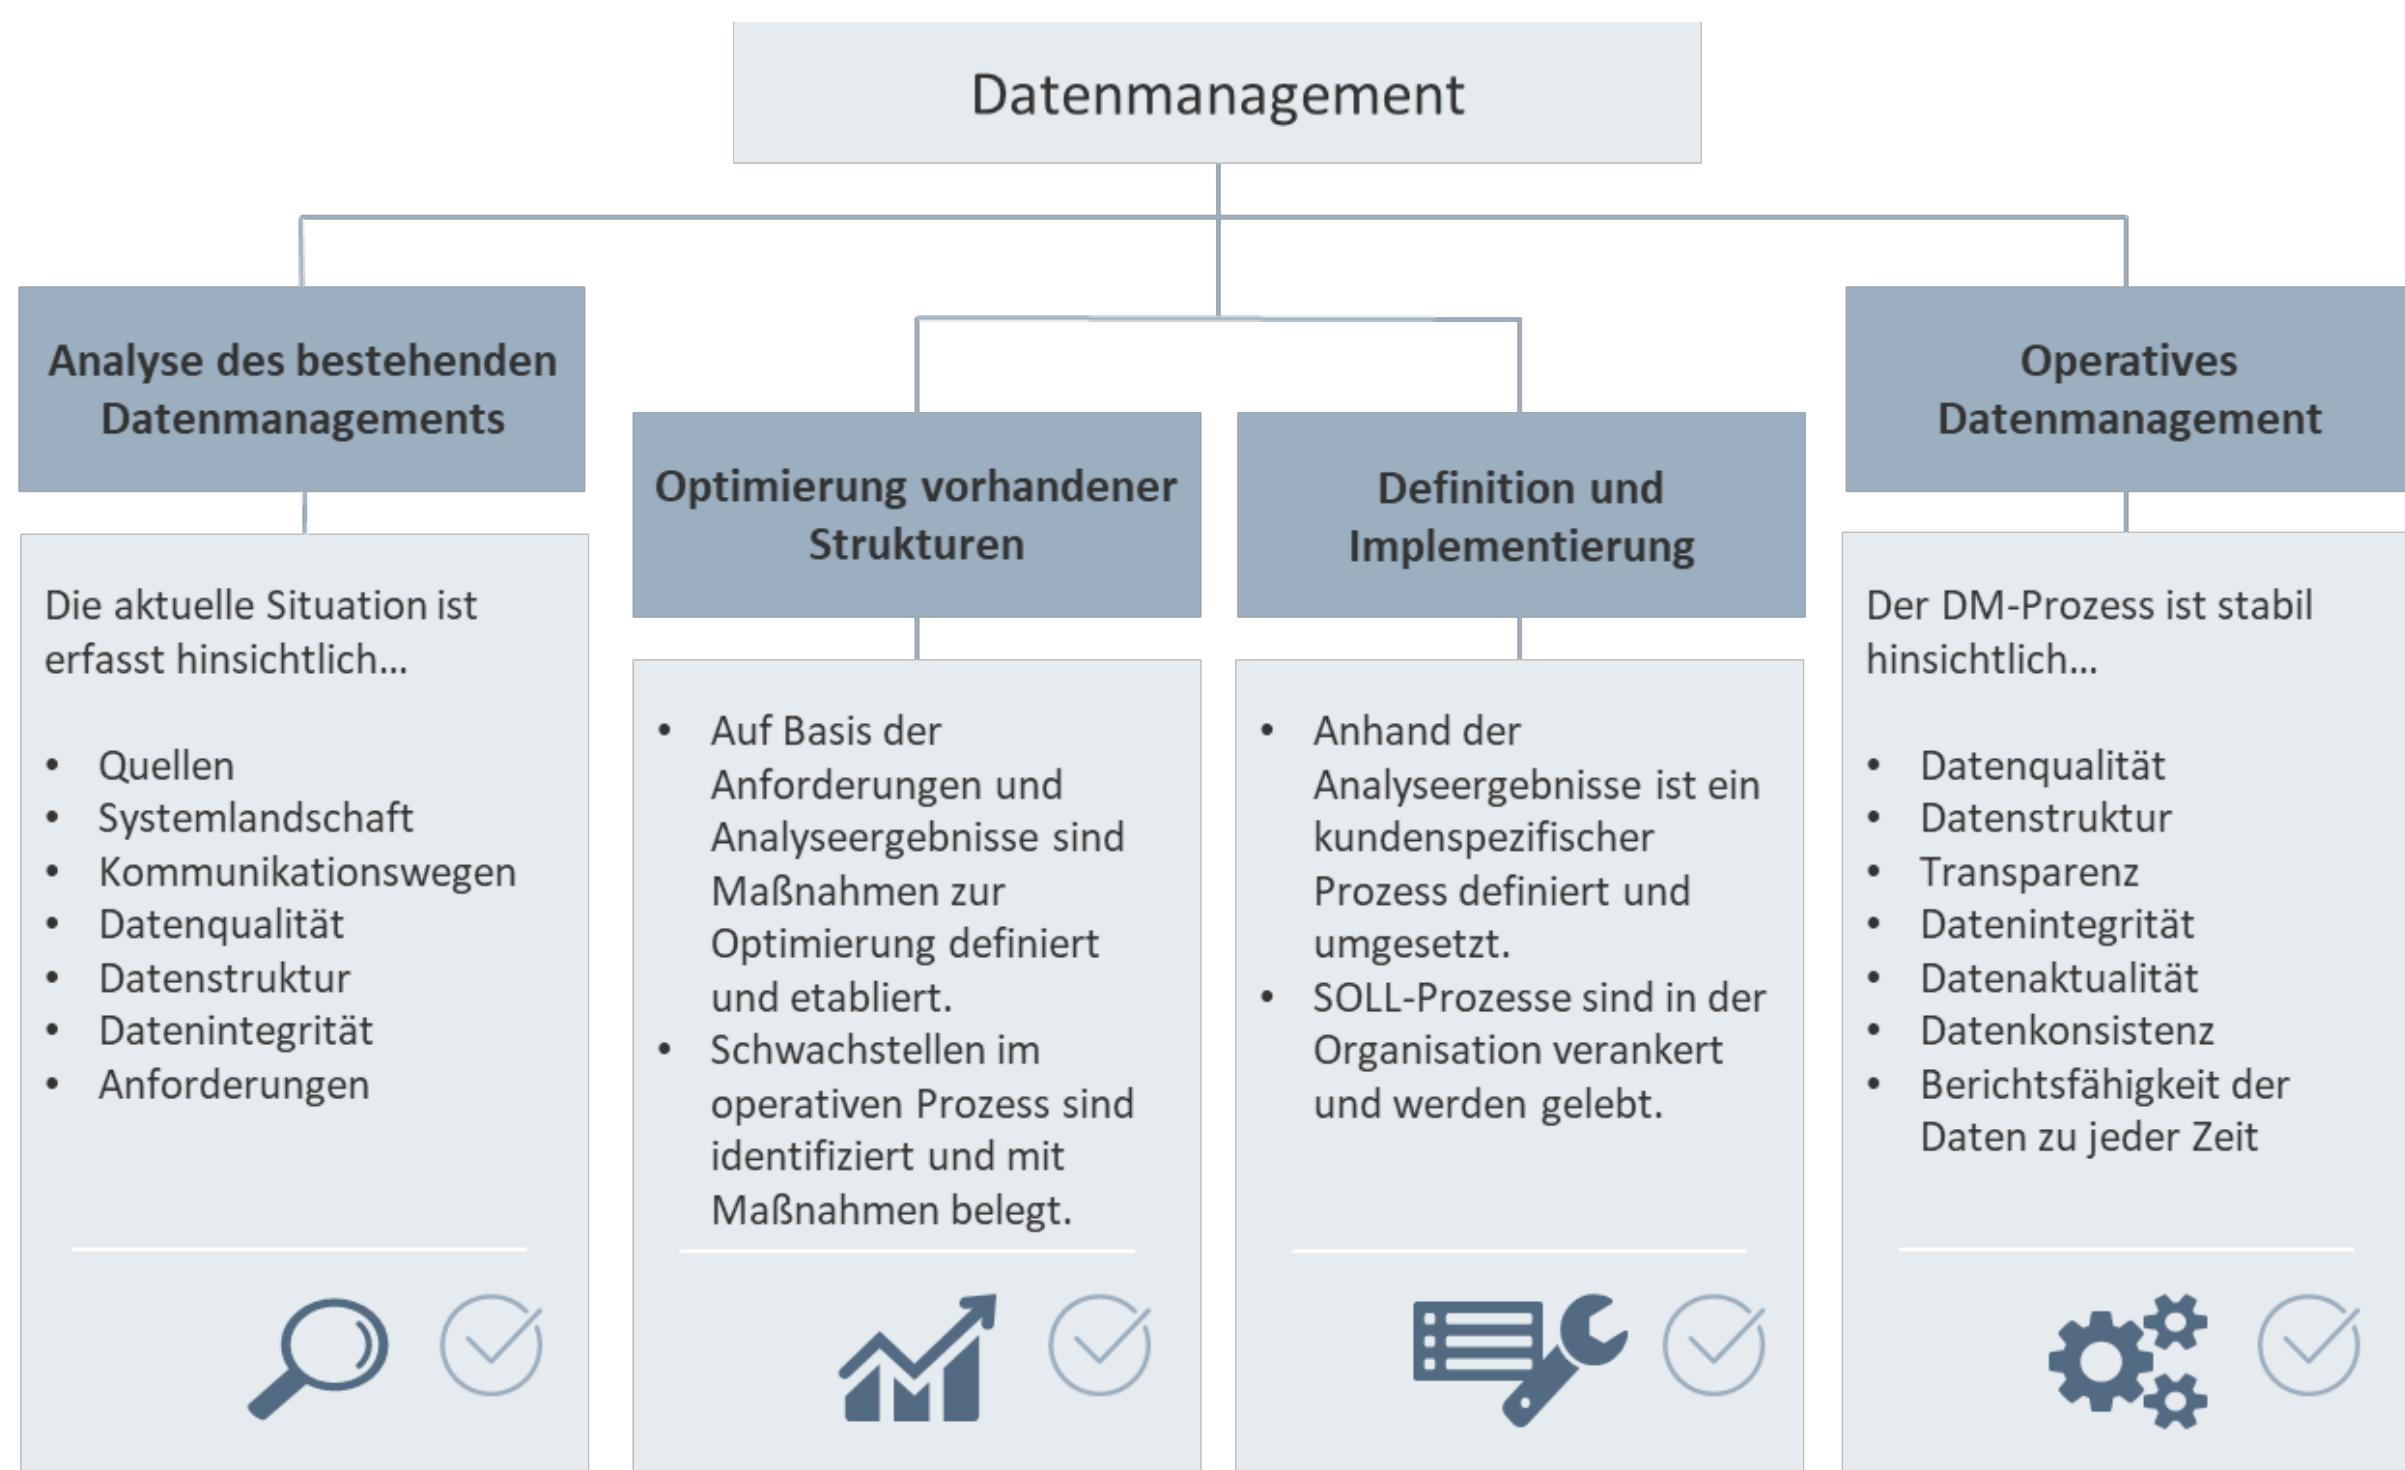 Datenmanagement
Analyse des bestehenden
Datenmanagements
Die aktuelle Situation ist
erfasst hinsichtlich...
• Quellen
• Systemlandschaft
• Kommunikationswegen
• Datenqualität
• Datenstruktur
• Datenintegrität
• Anforderungen
Optimierung vorhandener
Strukturen
• Auf Basis der
Anforderungen und
Analyseergebnisse sind
Maßnahmen zur
Optimierung definiert
und etabliert.
• Schwachstellen im
operativen Prozess sind
identifiziert und mit
Maßnahmen belegt.
Definition und
Implementierung
• Anhand der
Analyseergebnisse ist ein
kundenspezifischer
Prozess definiert und
umgesetzt.
• SOLL-Prozesse sind in der
Organisation verankert
und werden gelebt.
Operatives
Datenmanagement
Der DM-Prozess ist stabil
hinsichtlich...
• Datenqualität
• Datenstruktur
• Transparenz
• Datenintegrität
• Datenaktualität
• Datenkonsistenz
• Berichtsfähigkeit der
Daten zu jeder Zeit